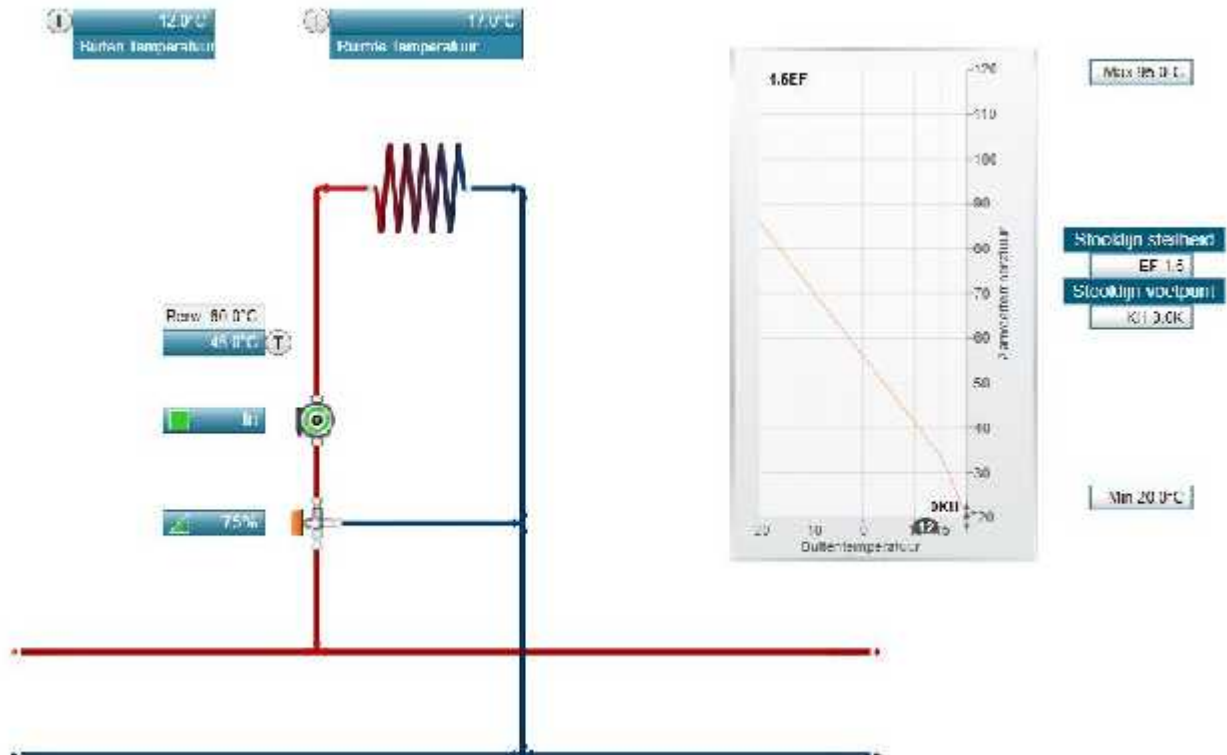 12.0°C
Buiten Temperatuur
17.0°C
Ruimte Temperatuur
1.5EF
120
110
100
90
80
70
60
50
40
30
20
Aanvoertemperatuur
0KH
-20
-10
0
12
15
Buitentemperatuur
Max 95.0°C
Stooklijn steilheid
EF 1.5
Stooklijn voetpunt
KH 0.0K
Min 20.0°C
60.0°C
45.0°C
T
75%